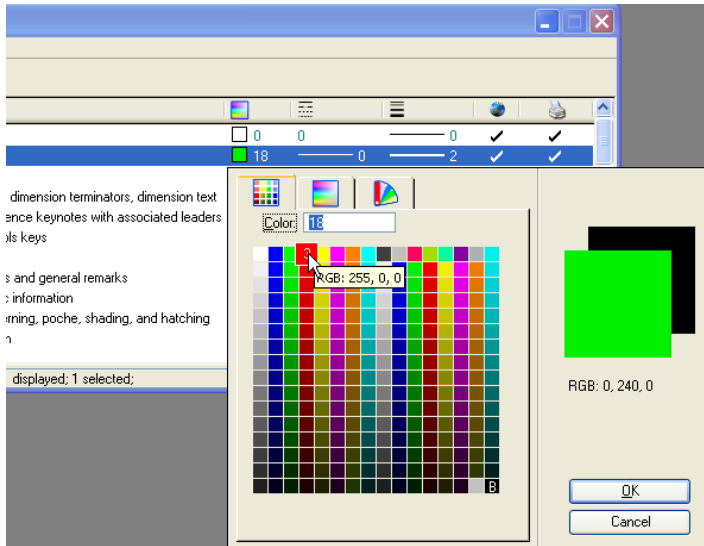 0 0 0
18 0 2
dimension terminators, dimension text
ence keynotes with associated leaders
ols keys
s and general remarks
c information
erning, poche, shading, and hatching
displayed; 1 selected;
Color: 18
3
RGB: 255, 0, 0
B
RGB: 0, 240, 0
OK
Cancel